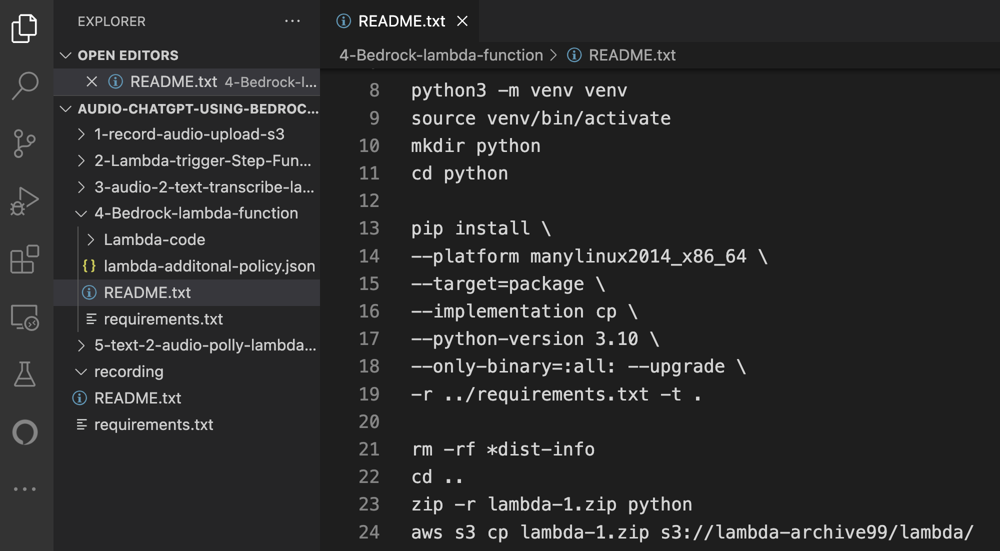 EXPLORER
OPEN EDITORS
README.txt 4-Bedrock-l...
AUDIO-CHATGPT-USING-BEDROC...
1-record-audio-upload-s3
2-Lambda-trigger-Step-Fun...
3-audio-2-text-transcribe-la...
4-Bedrock-lambda-function
Lambda-code
{} lambda-additonal-policy.json
README.txt
requirements.txt
5-text-2-audio-polly-lambda...
recording
README.txt
requirements.txt
README.txt
4-Bedrock-lambda-function > README.txt
8 python3 -m venv venv
9 source venv/bin/activate
10 mkdir python
11 cd python
12
13 pip install \
14 --platform manylinux2014_x86_64 \
15 --target=package \
16 --implementation cp \
17 --python-version 3.10 \
18 --only-binary=:all: --upgrade \
19 -r ../requirements.txt -t .
20
21 rm -rf *dist-info
22 cd ..
23 zip -r lambda-1.zip python
24 aws s3 cp lambda-1.zip s3://lambda-archive99/lambda/